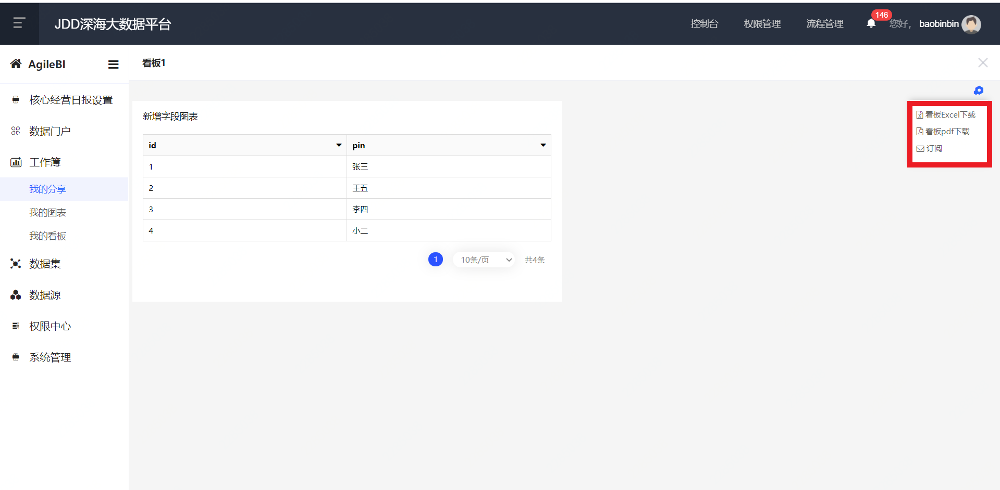 JDD深海大数据平台
控制台 权限管理 流程管理 146 您好, baobinbin
AgileBI
看板1
核心经营日报设置
数据门户
工作簿
我的分享
我的图表
我的看板
数据集
数据源
权限中心
系统管理
新增字段图表
id pin
1 张三
2 王五
3 李四
4 小二
1 10条/页 共4条
看板Excel下载
看板pdf下载
订阅